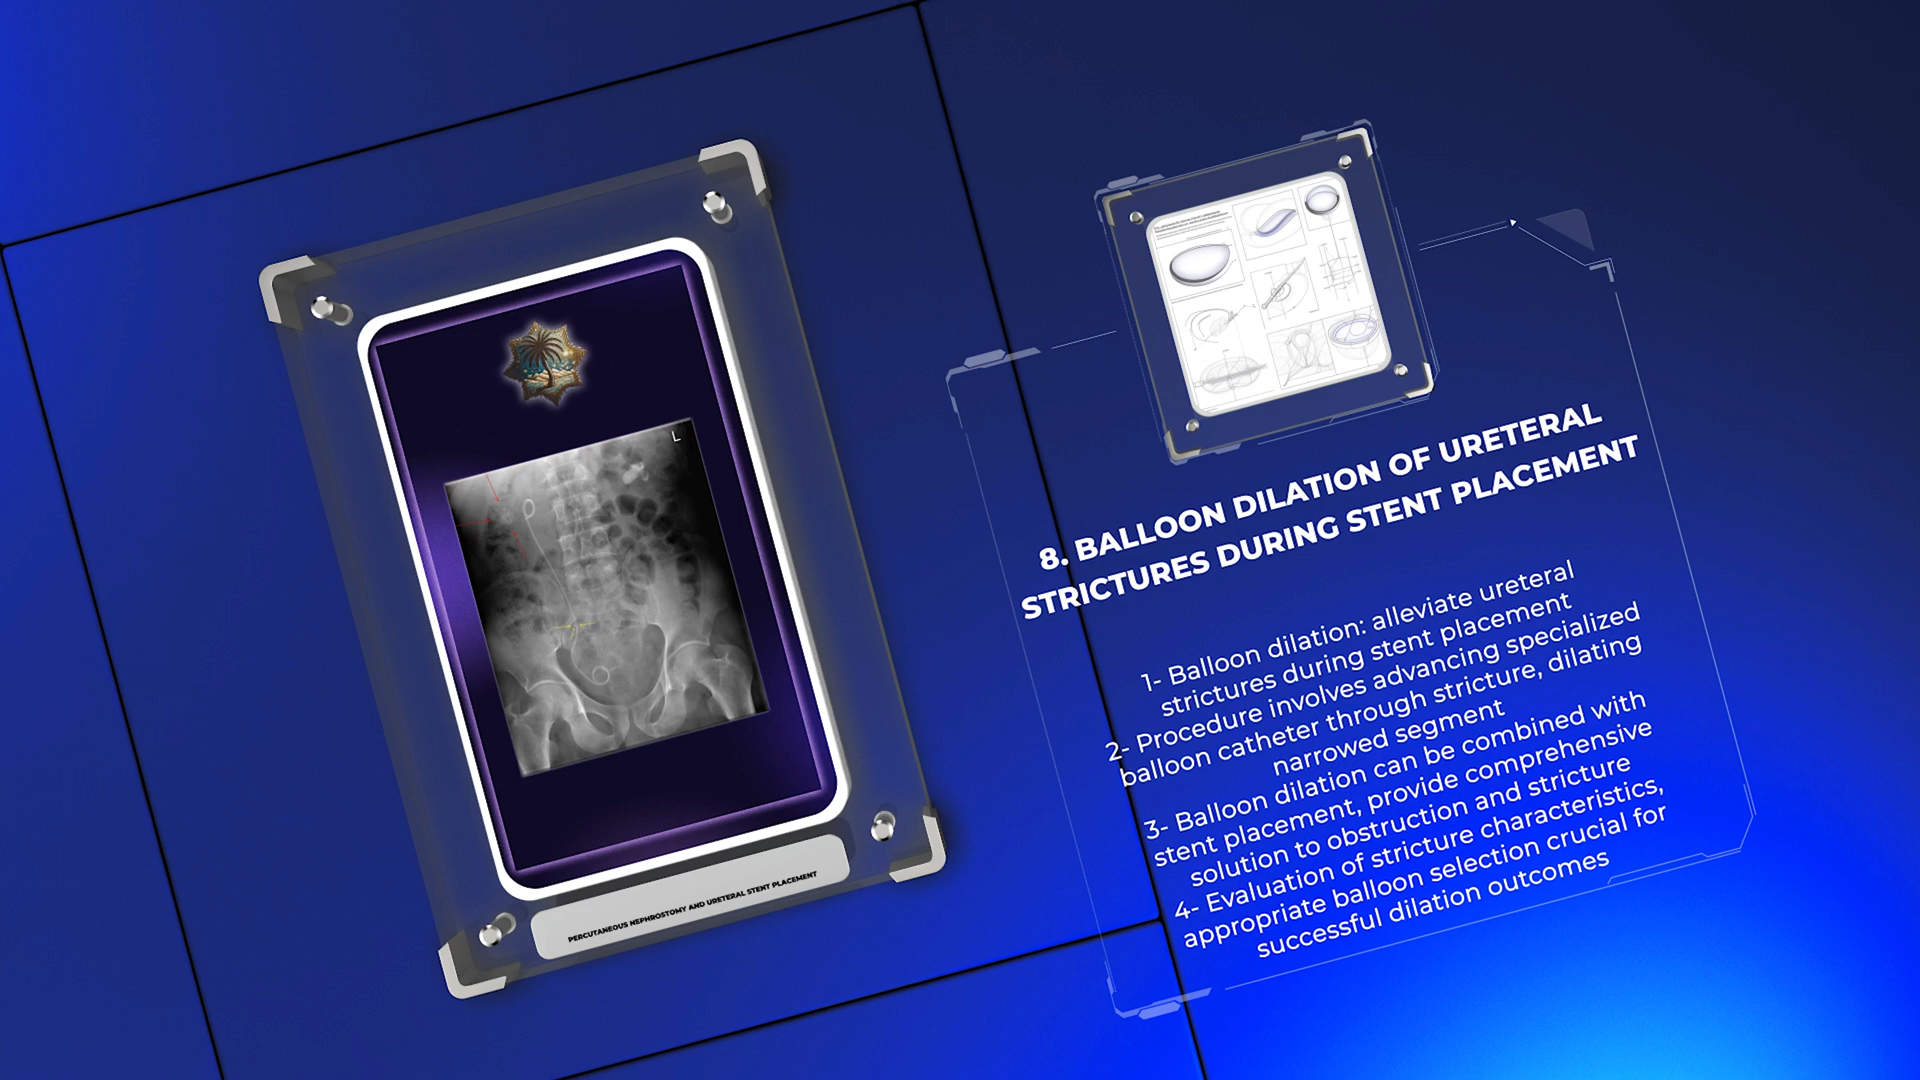 L
PERCUTANEOUS NEPHROSTOMY AND URETERAL STENT PLACEMENT
8. BALLOON DILATION OF URETERAL
STRICTURES DURING STENT PLACEMENT
1- Balloon dilation: alleviate ureteral
strictures during stent placement
2- Procedure involves advancing specialized
balloon catheter through stricture, dilating
narrowed segment
3- Balloon dilation can be combined with
stent placement, provide comprehensive
solution to obstruction and stricture
4- Evaluation of stricture characteristics,
appropriate balloon selection crucial for
successful dilation outcomes